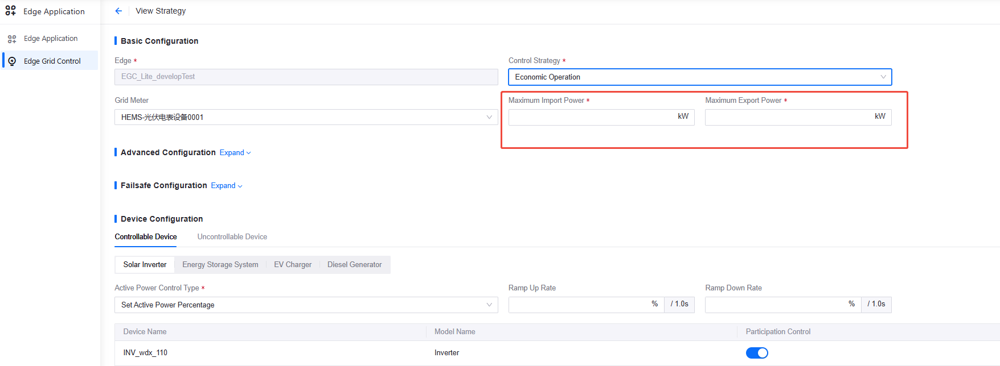 Edge Application
View Strategy
Edge Application
Edge Grid Control
Basic Configuration
Edge *
Control Strategy *
EGC_Lite_developTest
Economic Operation
Grid Meter
Maximum Import Power *
Maximum Export Power *
HEMS-光伏电表设备0001
kW
kW
Advanced Configuration Expand
Failsafe Configuration Expand
Device Configuration
Controllable Device
Uncontrollable Device
Solar Inverter
Energy Storage System
EV Charger
Diesel Generator
Active Power Control Type *
Ramp Up Rate
Ramp Down Rate
Set Active Power Percentage
% / 1.0s
% / 1.0s
Device Name
Model Name
Participation Control
INV_wdx_110
Inverter